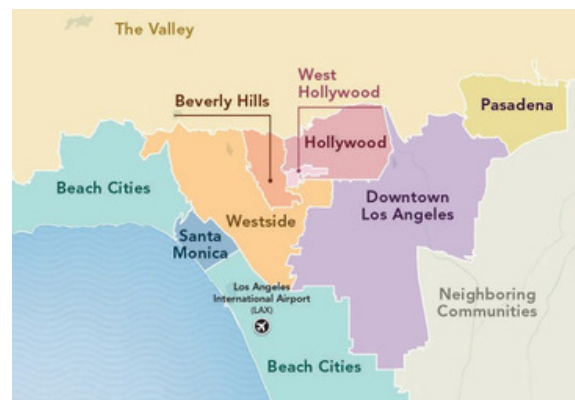 The Valley
West
Hollywood
Beverly Hills
Pasadena
Hollywood
Beach Cities
Downtown
Los Angeles
Westside
Santa
Monica
Los Angeles
International Airport
(LAX)
Neighboring
Communities
Beach Cities